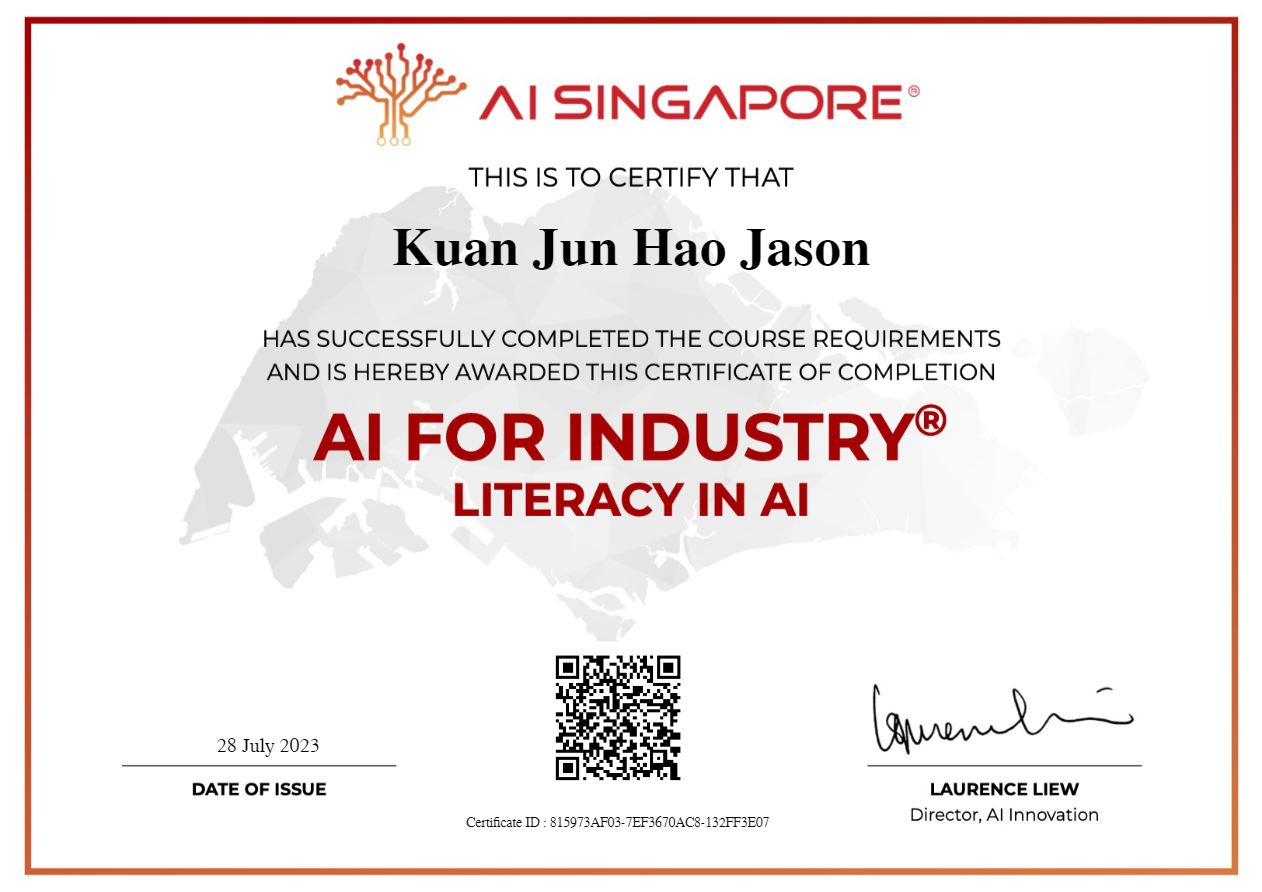 AI SINGAPORE®
THIS IS TO CERTIFY THAT
Kuan Jun Hao Jason
HAS SUCCESSFULLY COMPLETED THE COURSE REQUIREMENTS
AND IS HEREBY AWARDED THIS CERTIFICATE OF COMPLETION
AI FOR INDUSTRY®
LITERACY IN AI
28 July 2023
DATE OF ISSUE
Certificate ID : 815973AF03-7EF3670AC8-132FF3E07
LAURENCE LIEW
Director, AI Innovation